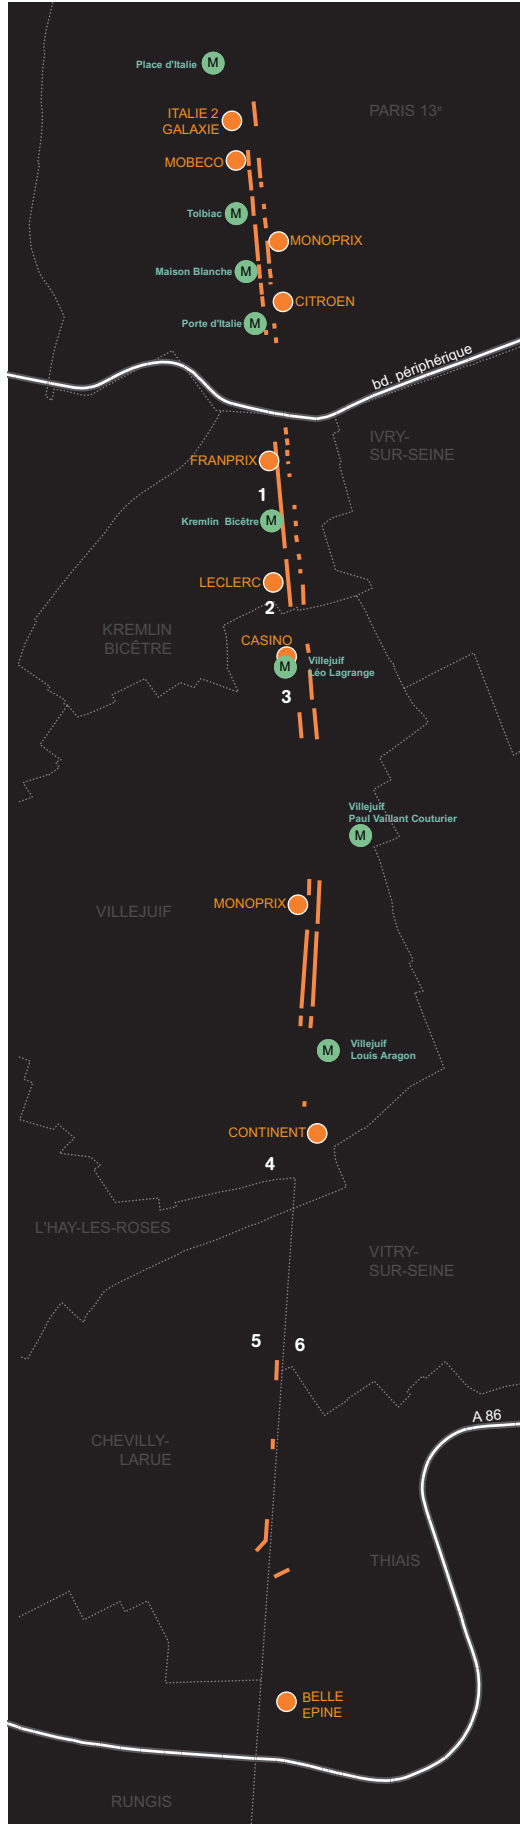 Place d'Italie
M
PARIS 13e
ITALIE 2
GALAXIE
MOBECO
Tolbiac
M
MONOPRIX
Maison Blanche
M
CITROEN
Porte d'Italie
M
bd. périphérique
IVRY-
SUR-SEINE
FRANPRIX
1
Kremlin Bicêtre
M
LECLERC
2
KREMLIN
BICÊTRE
CASINO
M
Villejuif
Léo Lagrange
3
Villejuif
Paul Vaillant Couturier
M
MONOPRIX
VILLEJUIF
M
Villejuif
Louis Aragon
CONTINENT
4
L'HAY-LES-ROSES
VITRY-
SUR-SEINE
5
6
A 86
CHEVILLY-
LARUE
THIAIS
BELLE
EPINE
RUNGIS